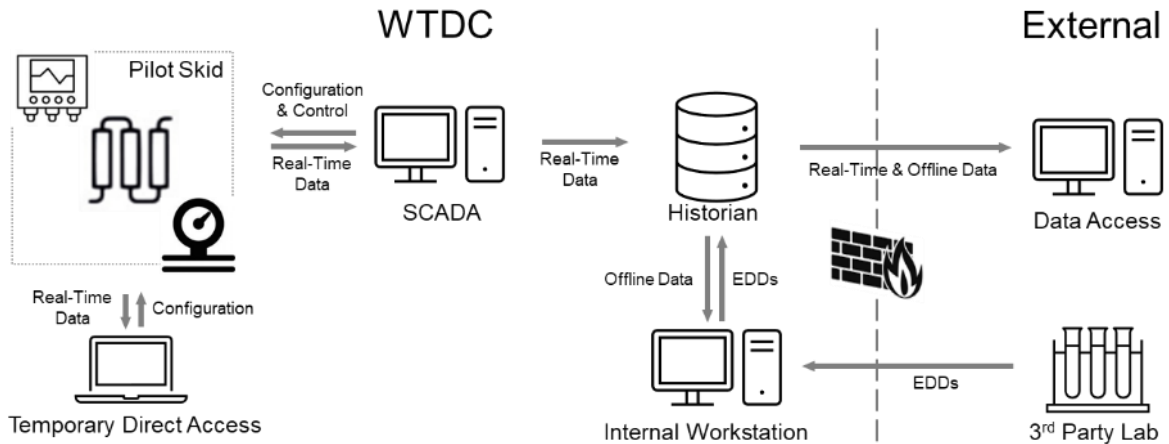 WTDC
External
Pilot Skid
Configuration
& Control
Real-Time
Data
SCADA
Real-Time
Data
Historian
Real-Time & Offline Data
Data Access
Real-Time
Data
Configuration
Temporary Direct Access
Offline Data
EDDs
Internal Workstation
EDDs
3rd Party Lab